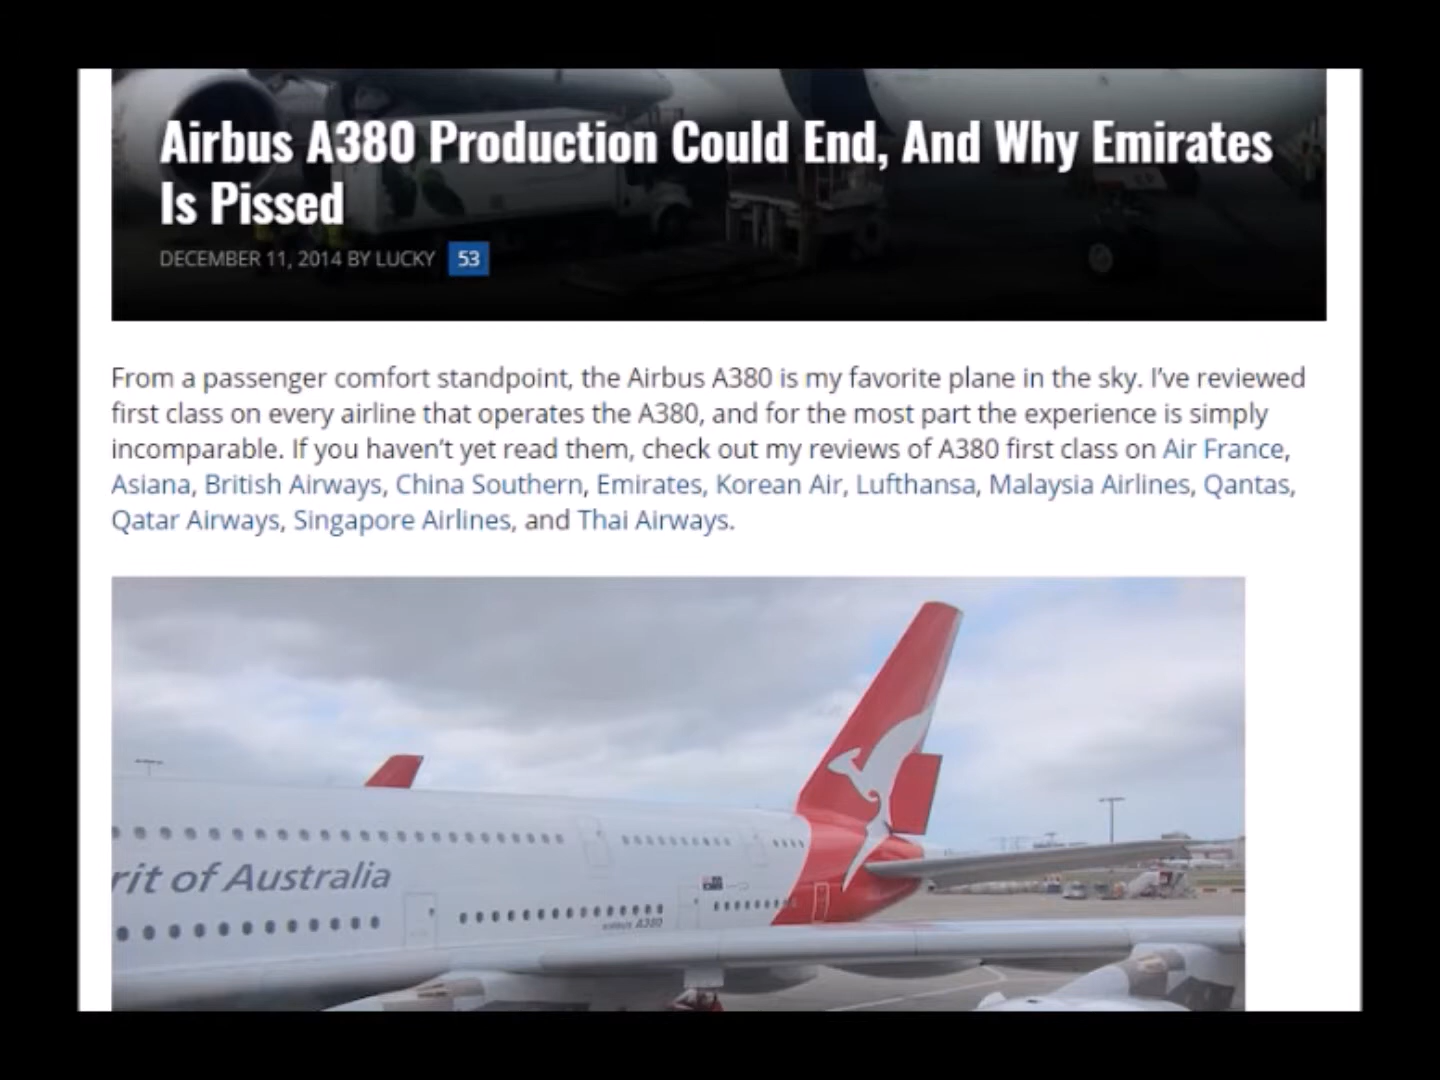 Airbus A380 Production Could End, And Why Emirates
Is Pissed
DECEMBER 11, 2014 BY LUCKY 53
From a passenger comfort standpoint, the Airbus A380 is my favorite plane in the sky. I've reviewed
first class on every airline that operates the A380, and for the most part the experience is simply
incomparable. If you haven't yet read them, check out my reviews of A380 first class on Air France,
Asiana, British Airways, China Southern, Emirates, Korean Air, Lufthansa, Malaysia Airlines, Qantas,
Qatar Airways, Singapore Airlines, and Thai Airways.
rit of Australia
airbus A380